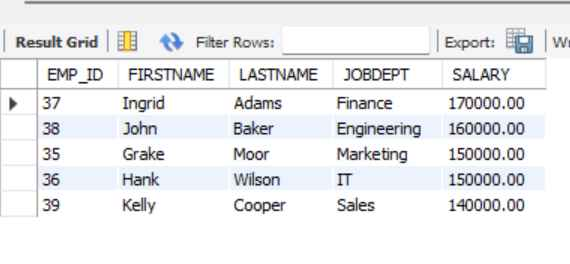 Result Grid Filter Rows: Export:
EMP_ID FIRSTNAME LASTNAME JOBDEPT SALARY
37 Ingrid Adams Finance 170000.00
38 John Baker Engineering 160000.00
35 Grake Moor Marketing 150000.00
36 Hank Wilson IT 150000.00
39 Kelly Cooper Sales 140000.00